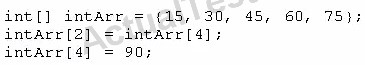 int[] intArr = {15, 30, 45, 60, 75};
intArr[2] = intArr[4];
intArr[4] = 90;